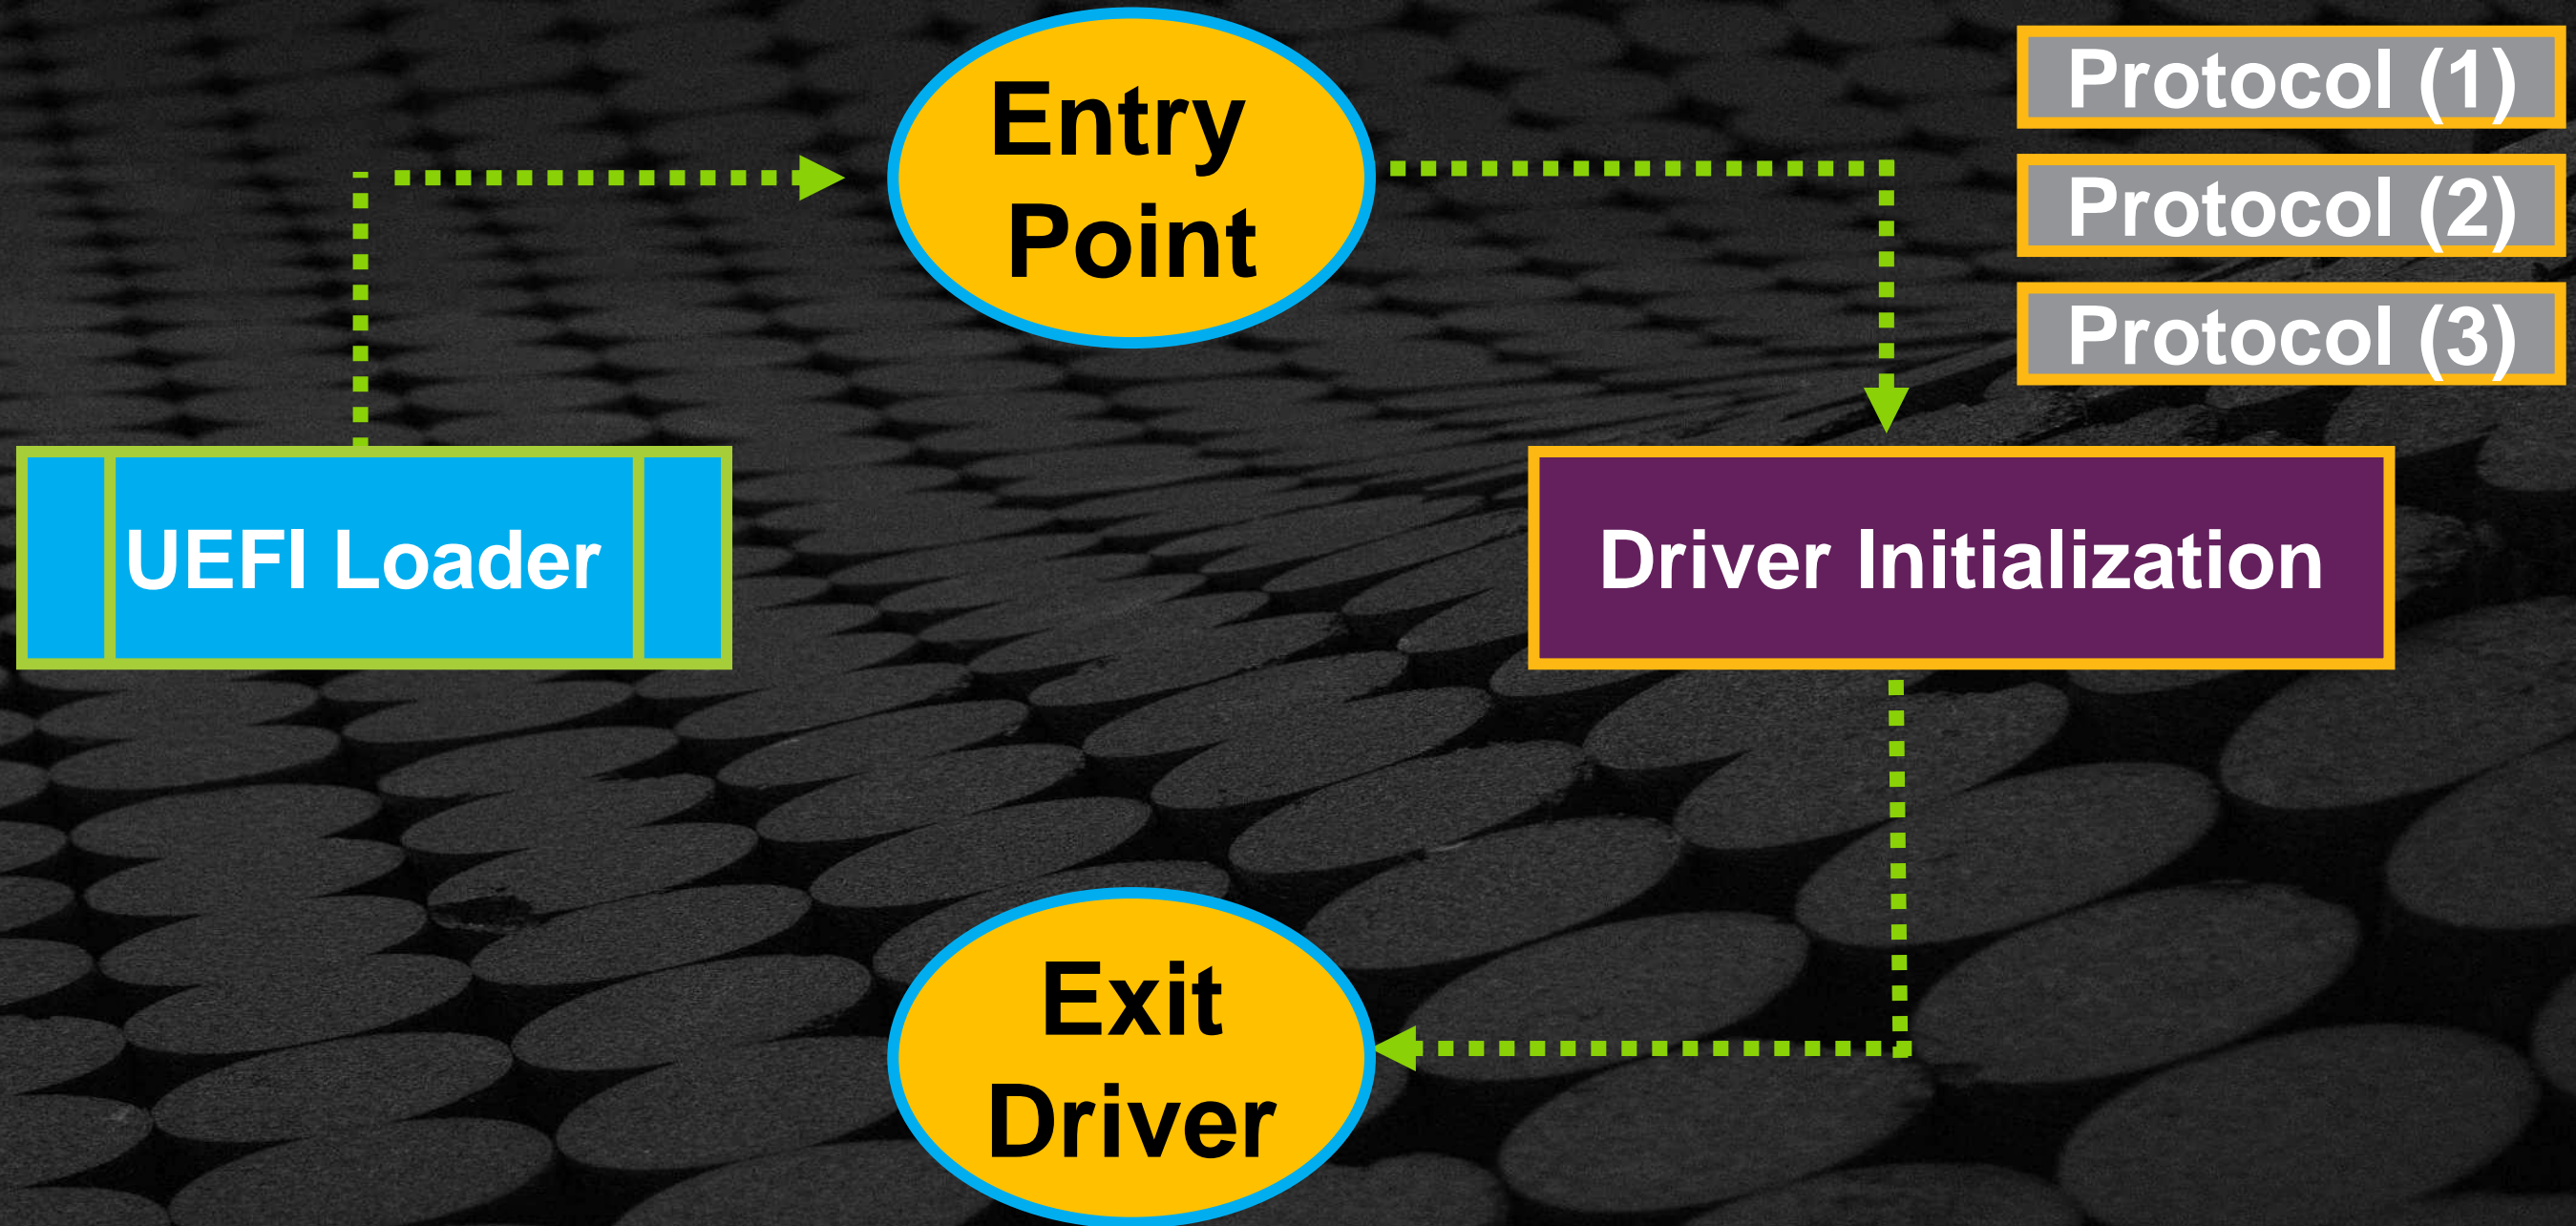 Entry
Point
Protocol (1)
Protocol (2)
Protocol (3)
UEFI Loader
Driver Initialization
Exit
Driver